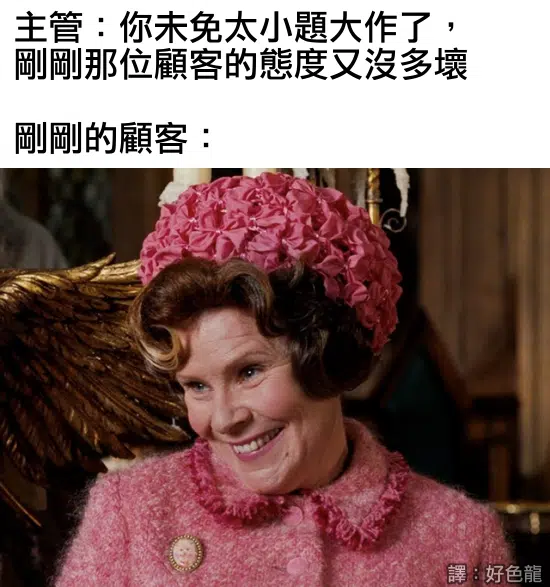 主管：你未免太小題大作了，
剛剛那位顧客的態度又沒多壞
剛剛的顧客：
譯：好色龍